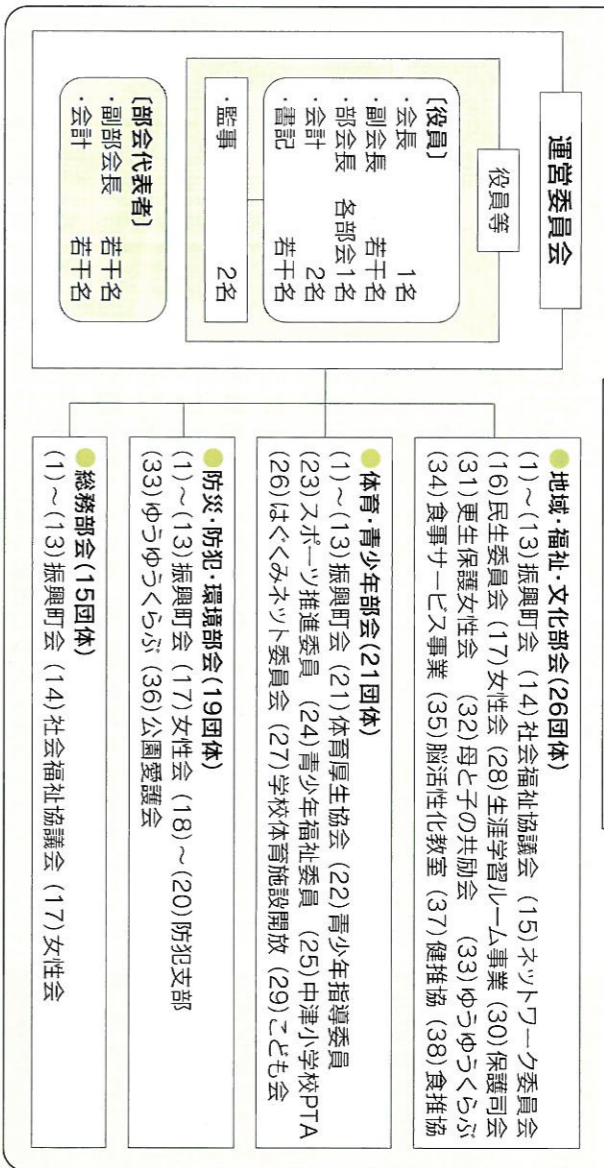 運営委員会
役員等
〔役員〕
・会長 1名
・副会長 若干名
・部会長 各部会1名
・会計 2名
・書記 若干名
・監事 2名
〔部会代表者〕
・副部会長 若干名
・会計 若干名
●地域・福祉・文化部会(26団体)
(1)～(13)振興町会 (14)社会福祉協議会 (15)ネットワーク委員会
(16)民生委員会 (17)女性会 (28)生涯学習ルーム事業 (30)保護司会
(31)更生保護女性会 (32)母と子の共励会 (33)ゆうゆうくらぶ
(34)食事サービス事業 (35)脳活性化教室 (37)健推協 (38)食推協
●体育・青少年部会(21団体)
(1)～(13)振興町会 (21)体育厚生協会 (22)青少年指導委員
(23)スポーツ推進委員 (24)青少年福祉委員 (25)中津小学校PTA
(26)はぐくみネット委員会 (27)学校体育施設開放 (29)こども会
●防災・防犯・環境部会(19団体)
(1)～(13)振興町会 (17)女性会 (18)～(20)防犯支部
(33)ゆうゆうくらぶ (36)公園愛護会
●総務部会(15団体)
(1)～(13)振興町会 (14)社会福祉協議会 (17)女性会